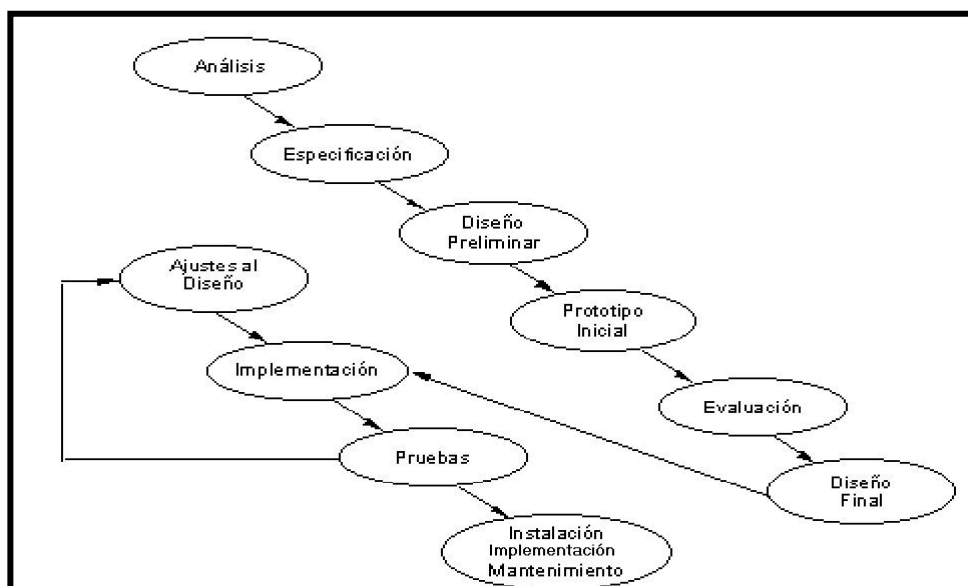 Análisis
Especificación
Diseño
Preliminar
Ajustes al
Diseño
Prototipo
Inicial
Implementación
Evaluación
Pruebas
Diseño
Final
Instalación
Implementación
Mantenimiento